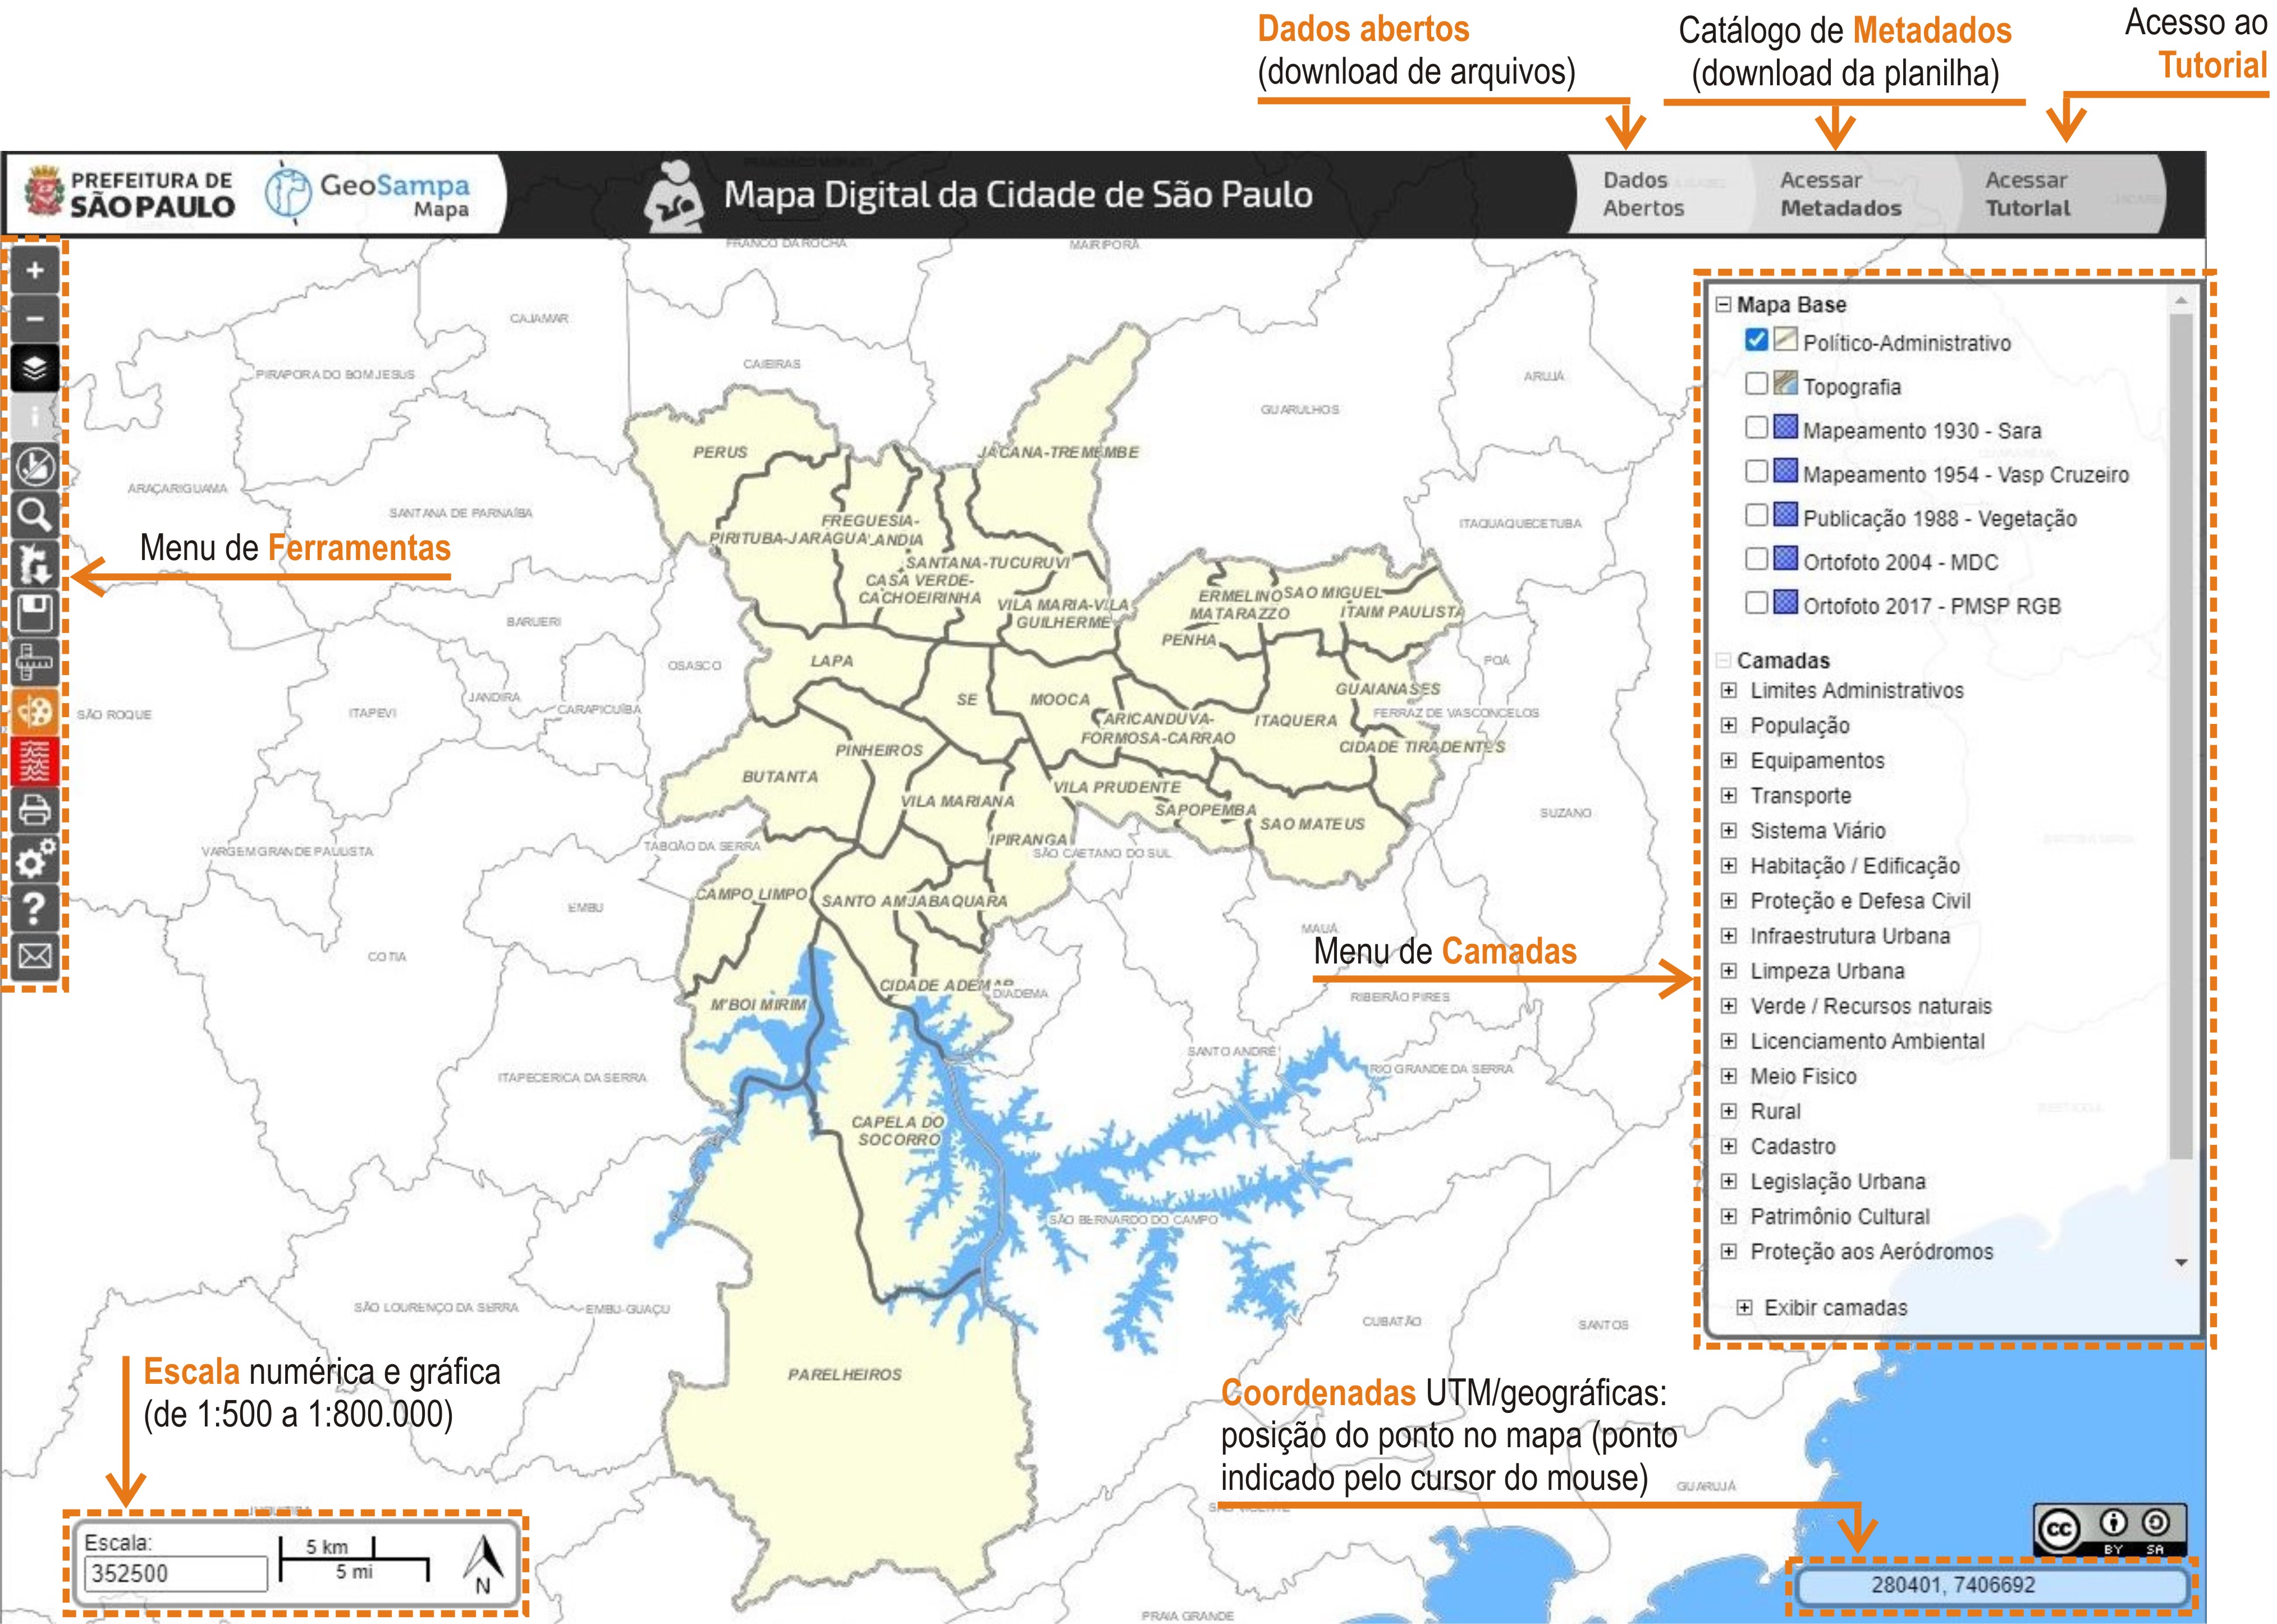 Dados abertos
(download de arquivos)
Catálogo de Metadados
(download da planilha)
Acesso ao
Tutorial
PREFEITURA DE
SÃO PAULO
GeoSampa
Mapa
Mapa Digital da Cidade de São Paulo
Dados
Abertos
Acessar
Metadados
Acessar
Tutorial
FRANCO DA ROCHA
MAIRIPORÃ
CAJAMAR
CAIEIRAS
PIRAPORA DO BOM JESUS
ARUJÁ
GUARULHOS
PERUS
JACANA-TREMEMBE
ARAÇARIGUAMA
SANTANA DE PARNAÍBA
ITAQUAQUECETUBA
FREGUESIA-
PIRITUBA-JARAGUA
LANDIA
Menu de Ferramentas
SANTANA-TUCURUVI
CASA VERDE-
CACHOEIRINHA
VILA MARIA-VILA
GUILHERME
ERMELINO
MATARAZZO
SAO MIGUEL
ITAIM PAULISTA
BARUERI
PENHA
OSASCO
LAPA
POÁ
SE
MOOCA
GUAIANASES
JANDIRA
CARAPICUÍBA
SÃO ROQUE
ITAPEVI
ARICANDUVA-
FORMOSA-CARRAO
ITAQUERA
FERRAZ DE VASCONCELOS
CIDADE TIRADENTES
PINHEIROS
BUTANTA
VILA PRUDENTE
VILA MARIANA
SAPOPEMBA
SAO MATEUS
SUZANO
IPIRANGA
TABOÃO DA SERRA
SÃO CAETANO DO SUL
VARGEM GRANDE PAULISTA
CAMPO LIMPO
SANTO AM
JABAQUARA
EMBU
MAUÁ
COTIA
Menu de Camadas
CIDADE ADEMAR
DIADEMA
M'BOI MIRIM
RIBEIRÃO PIRES
SANTO ANDRÉ
RIO GRANDE DA SERRA
ITAPECERICA DA SERRA
CAPELA DO
SOCORRO
SÃO BERNARDO DO CAMPO
SÃO LOURENÇO DA SERRA
EMBU-GUAÇU
CUBATÃO
SANTOS
PARELHEIROS
Mapa Base
Político-Administrativo
Topografia
Mapeamento 1930 - Sara
Mapeamento 1954 - Vasp Cruzeiro
Publicação 1988 - Vegetação
Ortofoto 2004 - MDC
Ortofoto 2017 - PMSP RGB
Camadas
Limites Administrativos
População
Equipamentos
Transporte
Sistema Viário
Habitação / Edificação
Proteção e Defesa Civil
Infraestrutura Urbana
Limpeza Urbana
Verde / Recursos naturais
Licenciamento Ambiental
Meio Fisico
Rural
Cadastro
Legislação Urbana
Patrimônio Cultural
Proteção aos Aeródromos
Exibir camadas
Escala numérica e gráfica
(de 1:500 a 1:800.000)
Coordenadas UTM/geográficas:
posição do ponto no mapa (ponto
indicado pelo cursor do mouse)
GUARUJÁ
Escala:
352500
5 km
5 mi
N
PRAIA GRANDE
cc
BY SA
280401, 7406692